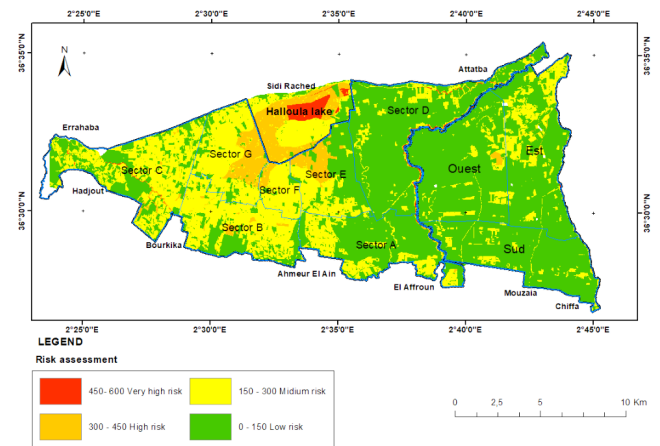 2°25'0"E 2°30'0"E 2°35'0"E 2°40'0"E 2°45'0"E
36°35'0"N
36°35'0"N
N
Attatba
Sidi Rached
Halloula lake
Sector D
Errahaba
Sector G
Est
Sector C
Sector E
Ouest
Hadjout
Sector F
36°30'0"N
36°30'0"N
Sector B
Bourkika
Sector A
Sud
Ahmeur El Ain
El Affroun
Mouzaia
Chiffa
2°25'0"E 2°30'0"E 2°35'0"E 2°40'0"E 2°45'0"E
LEGEND
Risk assessment
450- 600 Very high risk
150 - 300 Midium risk
300 - 450 High risk
0 - 150 Low risk
0 2,5 5 10 Km